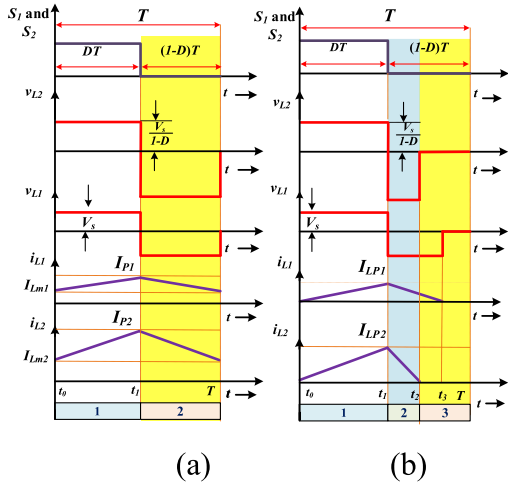 S1 and
S2
T
DT
(1-D)T
t
vL2
Vs
1-D
t
vL1
Vs
t
iL1
IP1
ILm1
t
iL2
IP2
ILm2
t0
t1
T
t
1
2
(a)
S1 and
S2
T
DT
(1-D)T
t
vL2
Vs
1-D
t
vL1
Vs
t
iL1
ILP1
t
iL2
ILP2
t0
t1
t2
t3
T
t
1
2
3
(b)